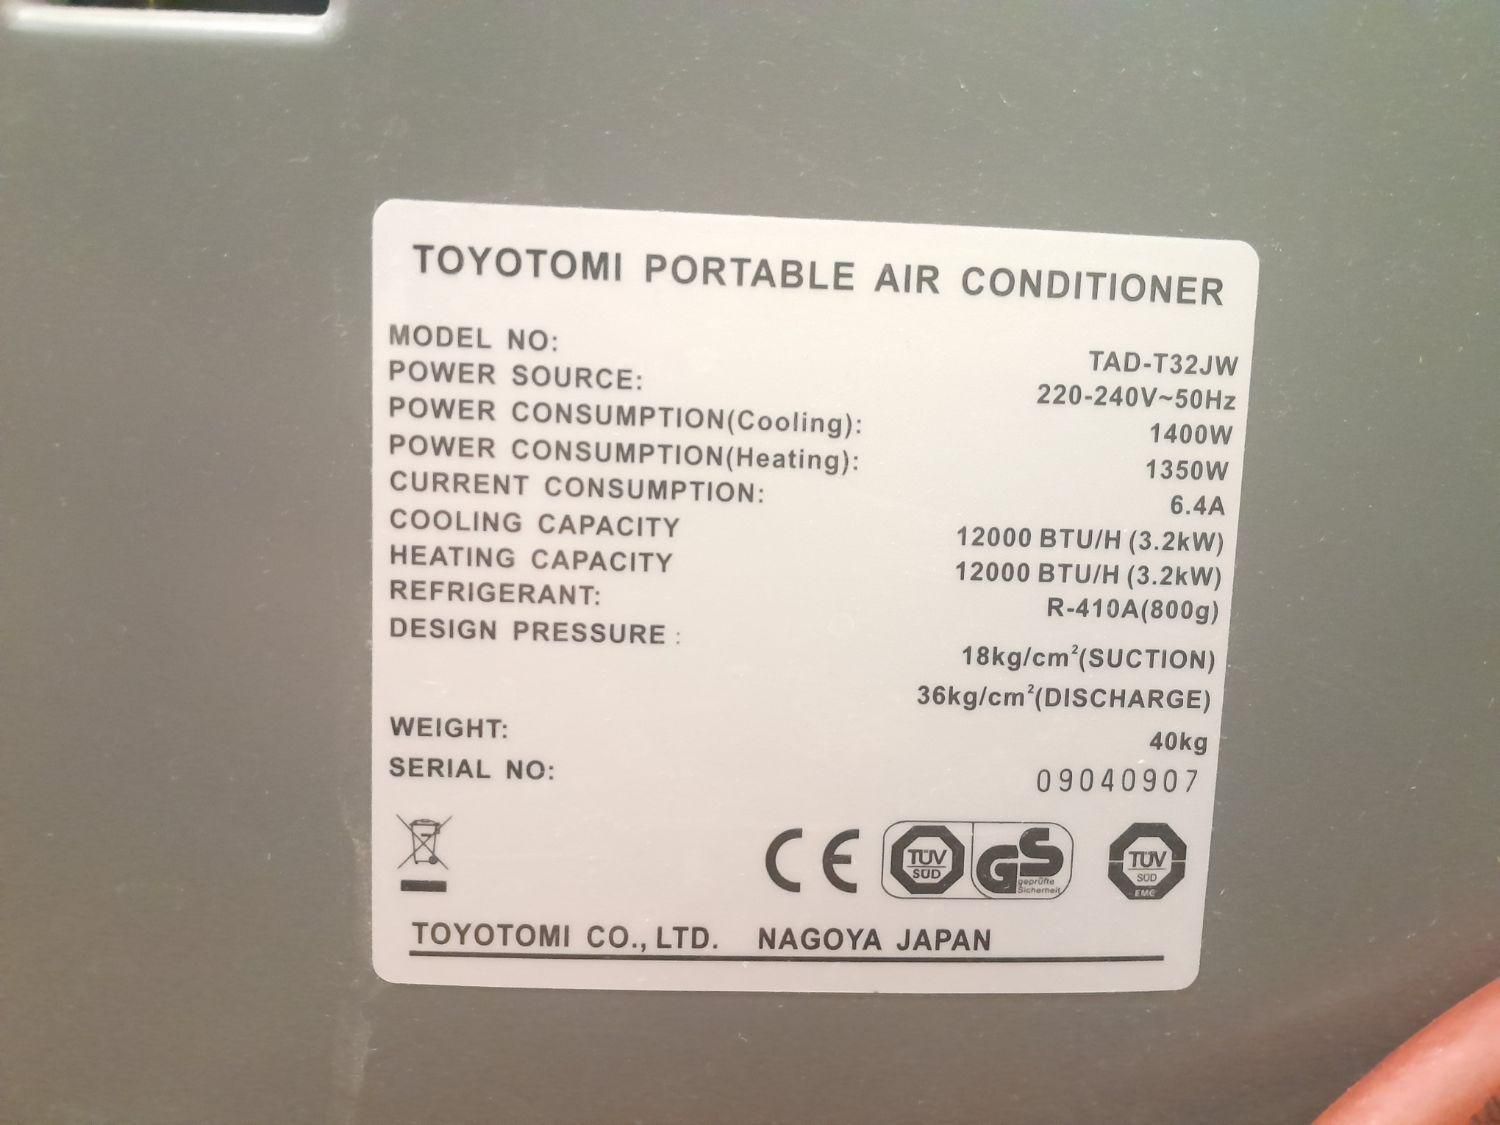 TOYOTOMI PORTABLE AIR CONDITIONER
MODEL NO: TAD-T32JW
POWER SOURCE: 220-240V~50Hz
POWER CONSUMPTION(Cooling): 1400W
POWER CONSUMPTION(Heating): 1350W
CURRENT CONSUMPTION: 6.4A
COOLING CAPACITY 12000 BTU/H (3.2kW)
HEATING CAPACITY 12000 BTU/H (3.2kW)
REFRIGERANT: R-410A(800g)
DESIGN PRESSURE : 18kg/cm²(SUCTION)
36kg/cm²(DISCHARGE)
WEIGHT: 40kg
SERIAL NO: 09040907
CE TÜV SÜD GS geprüfte Sicherheit TÜV SÜD EMC
TOYOTOMI CO., LTD. NAGOYA JAPAN